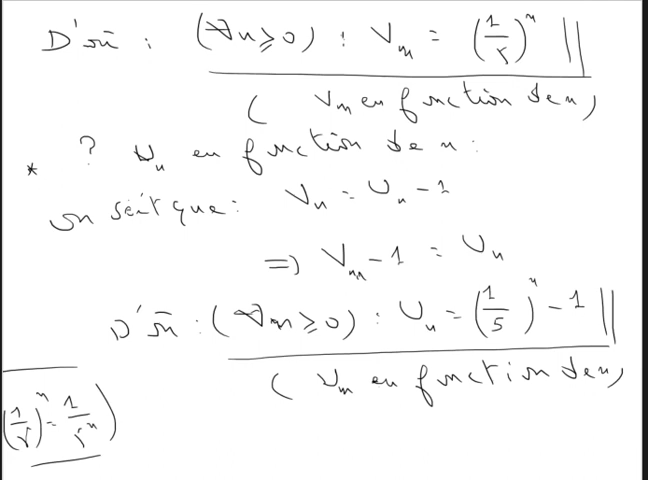 D'où : (∀n≥0) : Vn = (1/5)^n ||
( Vn en fonction de n)
* ? Un en fonction de n :
on sait que : Vn = Un - 1
=> Vn - 1 = Un
D'où : (∀n≥0) : Un = (1/5)^n - 1 ||
( Un en fonction de n)
(1/5)^n = 1/5^n )